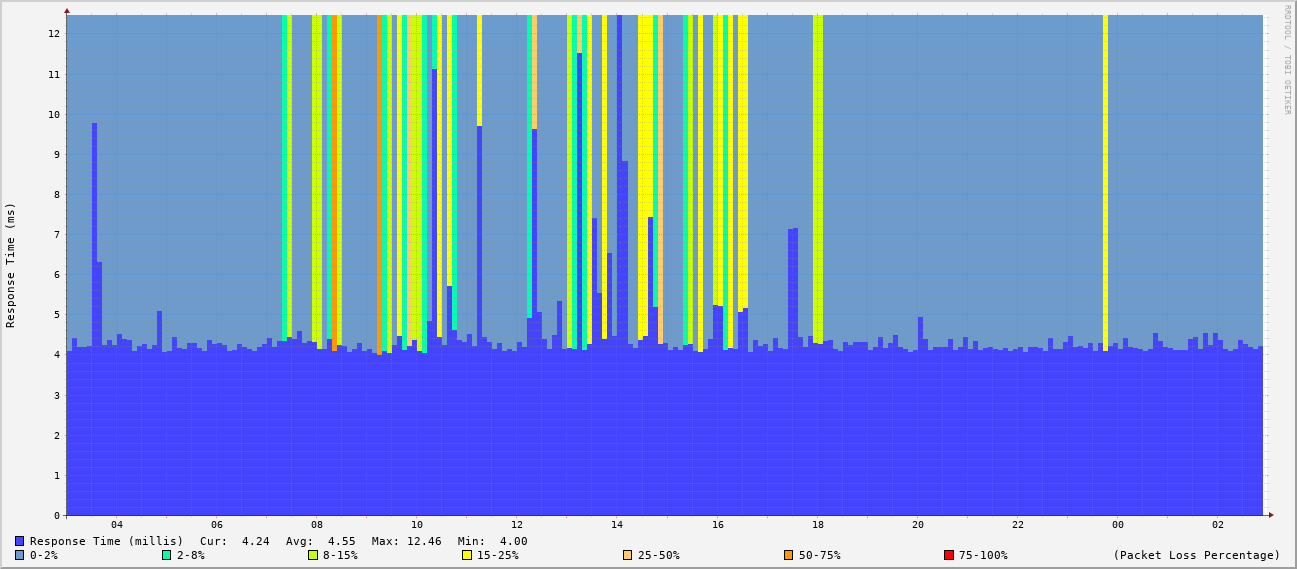 RRDTOOL / TOBI OETIKER
Response Time (ms)
12
11
10
9
8
7
6
5
4
3
2
1
0
04 06 08 10 12 14 16 18 20 22 00 02
Response Time (millis) Cur: 4.24 Avg: 4.55 Max: 12.46 Min: 4.00
0-2% 2-8% 8-15% 15-25% 25-50% 50-75% 75-100% (Packet Loss Percentage)